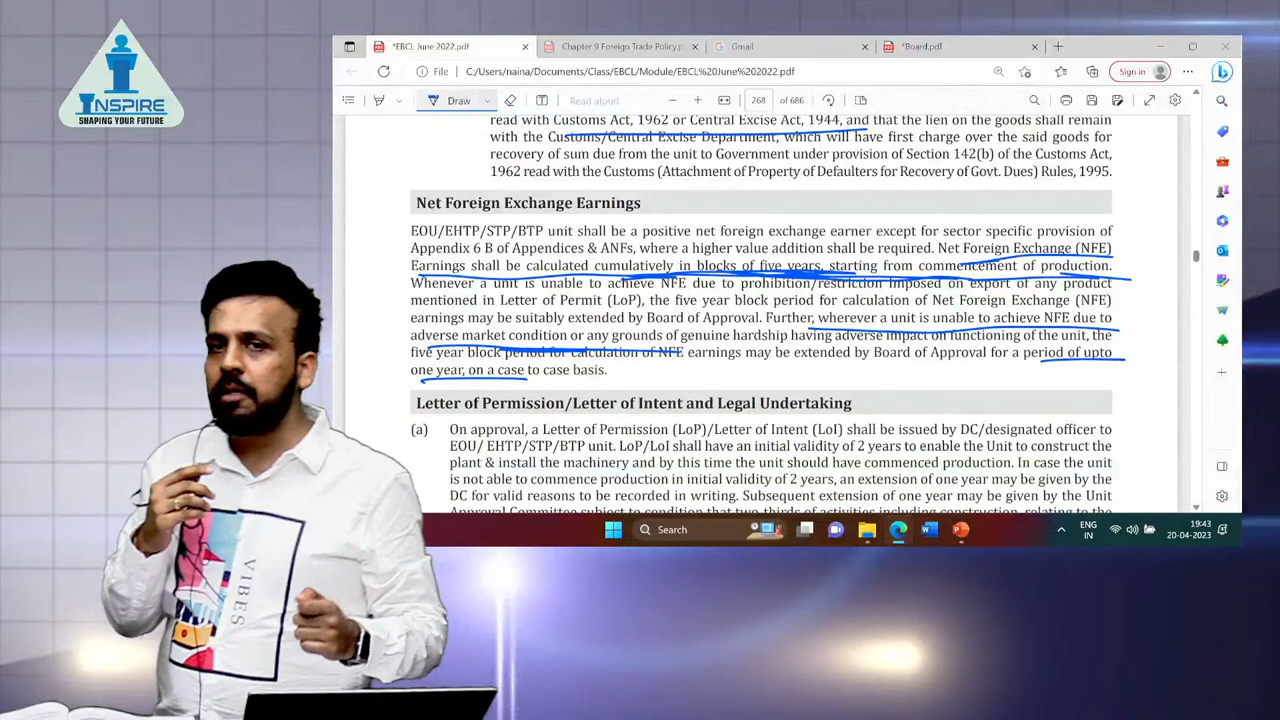 INSPIRE
SHAPING YOUR FUTURE
*EBCL June 2022.pdf
Chapter 9 Foreign Trade Policy.p
Gmail
*Board.pdf
File
C:/Users/naina/Documents/Class/EBCL/Module/EBCL%20June%202022.pdf
Sign in
Draw
Read aloud
268 of 686
read with Customs Act, 1962 or Central Excise Act, 1944, and that the lien on the goods shall remain
with the Customs/Central Excise Department, which will have first charge over the said goods for
recovery of sum due from the unit to Government under provision of Section 142(b) of the Customs Act,
1962 read with the Customs (Attachment of Property of Defaulters for Recovery of Govt. Dues) Rules, 1995.
Net Foreign Exchange Earnings
EOU/EHTP/STP/BTP unit shall be a positive net foreign exchange earner except for sector specific provision of
Appendix 6 B of Appendices & ANFs, where a higher value addition shall be required. Net Foreign Exchange (NFE)
Earnings shall be calculated cumulatively in blocks of five years, starting from commencement of production.
Whenever a unit is unable to achieve NFE due to prohibition/restriction imposed on export of any product
mentioned in Letter of Permit (LoP), the five year block period for calculation of Net Foreign Exchange (NFE)
earnings may be suitably extended by Board of Approval. Further, wherever a unit is unable to achieve NFE due to
adverse market condition or any grounds of genuine hardship having adverse impact on functioning of the unit, the
five year block period for calculation of NFE earnings may be extended by Board of Approval for a period of upto
one year, on a case to case basis.
Letter of Permission/Letter of Intent and Legal Undertaking
(a) On approval, a Letter of Permission (LoP)/Letter of Intent (LoI) shall be issued by DC/designated officer to
EOU/ EHTP/STP/BTP unit. LoP/LoI shall have an initial validity of 2 years to enable the Unit to construct the
plant & install the machinery and by this time the unit should have commenced production. In case the unit
is not able to commence production in initial validity of 2 years, an extension of one year may be given by the
DC for valid reasons to be recorded in writing. Subsequent extension of one year may be given by the Unit
Approval Committee subject to condition that two thirds of activities including construction, relating to the
VIBES
Search
ENG
IN
19:43
20-04-2023